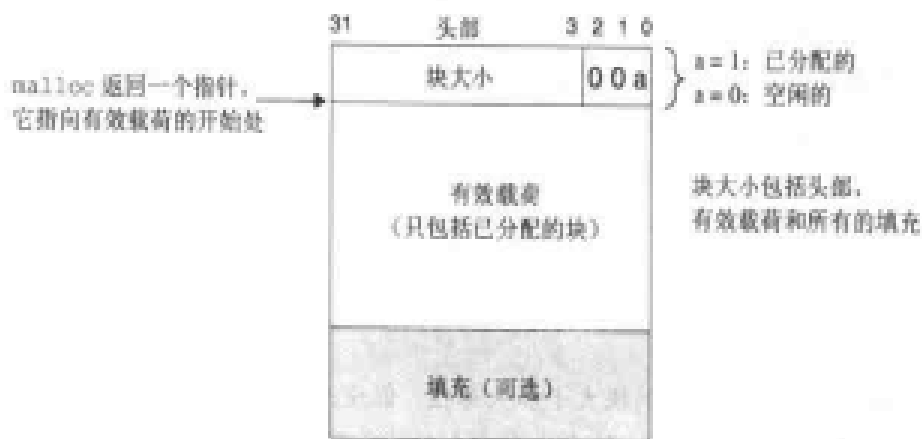 31 头部 3 2 1 0
块大小 0 0 a
a = 1: 已分配的
a = 0: 空闲的
malloc 返回一个指针,
它指向有效载荷的开始处
有效载荷
(只包括已分配的块)
块大小包括头部,
有效载荷和所有的填充
填充(可选)